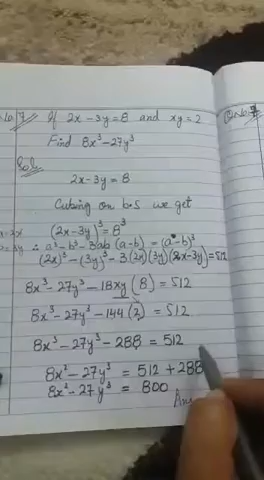 No 7 If 2x - 3y = 8 and xy = 2
Find 8x³ - 27y³
Sol:
2x - 3y = 8
Cubing on b.s we get
(2x - 3y)³ = 8³
∴ a³ - b³ - 3ab (a - b) = (a - b)³
(2x)³ - (3y)³ - 3(2x)(3y)(2x - 3y) = 512
8x³ - 27y³ - 18xy (8) = 512
8x³ - 27y³ - 144 (2) = 512
8x³ - 27y³ - 288 = 512
8x³ - 27y³ = 512 + 288
8x³ - 27y³ = 800
Ans